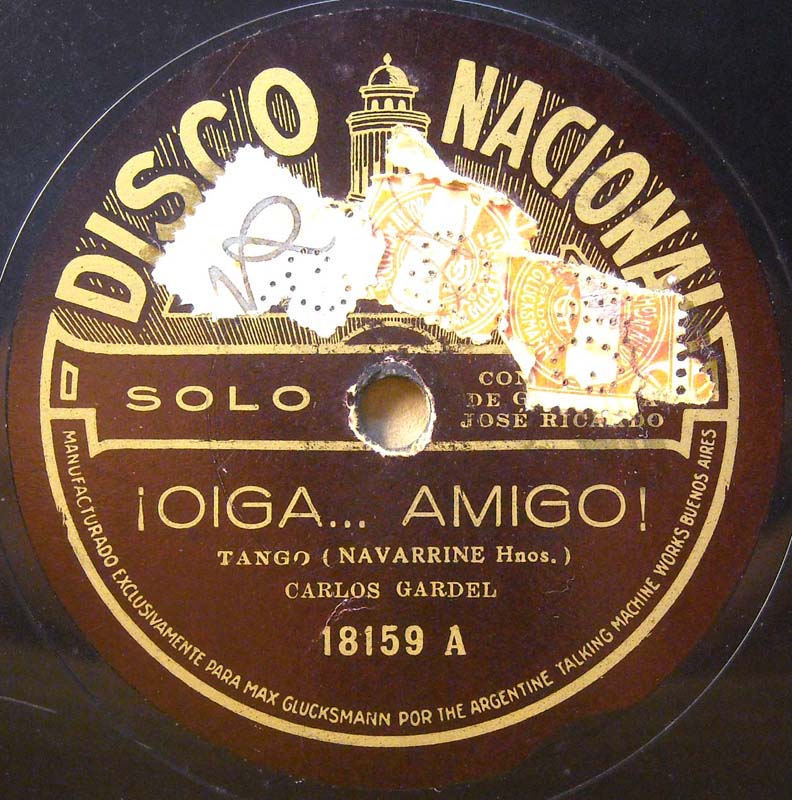 DISCO NACIONAL
SOLO
DE
JOSÉ RICARDO
¡OIGA... AMIGO!
TANGO (NAVARRINE Hnos.)
CARLOS GARDEL
18159 A
MANUFACTURADO EXCLUSIVAMENTE PARA MAX GLUCKSMANN POR THE ARGENTINE TALKING MACHINE WORKS BUENOS AIRES